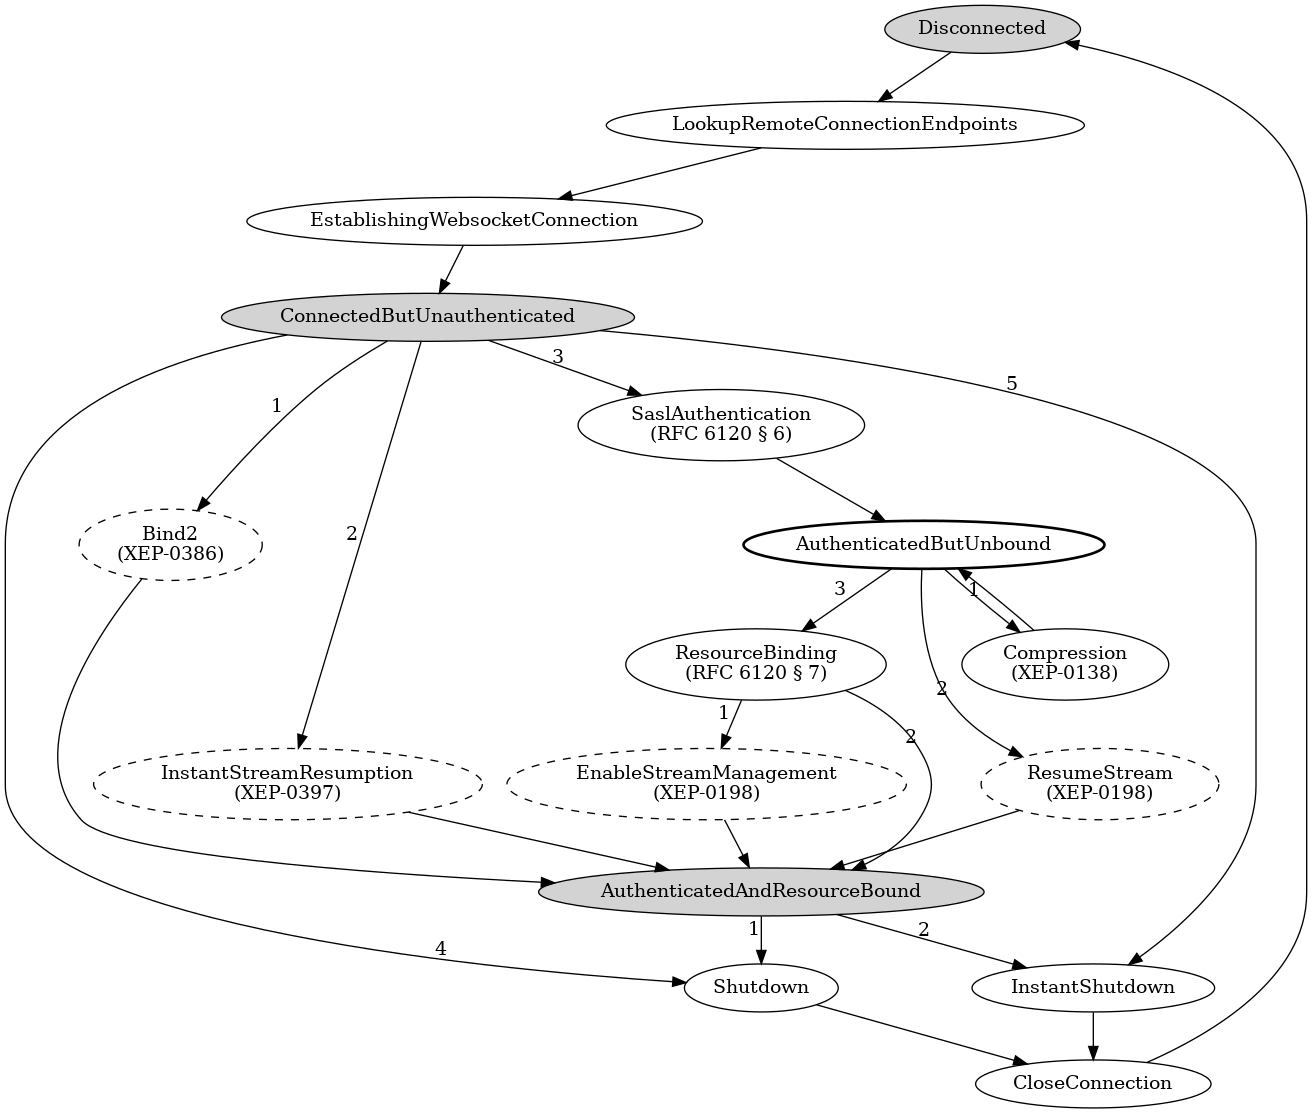 Disconnected
LookupRemoteConnectionEndpoints
EstablishingWebsocketConnection
ConnectedButUnauthenticated
3
5
1
SaslAuthentication
(RFC 6120 § 6)
2
Bind2
(XEP-0386)
AuthenticatedButUnbound
3
1
ResourceBinding
(RFC 6120 § 7)
Compression
(XEP-0138)
2
1
2
InstantStreamResumption
(XEP-0397)
EnableStreamManagement
(XEP-0198)
ResumeStream
(XEP-0198)
AuthenticatedAndResourceBound
1
2
4
Shutdown
InstantShutdown
CloseConnection